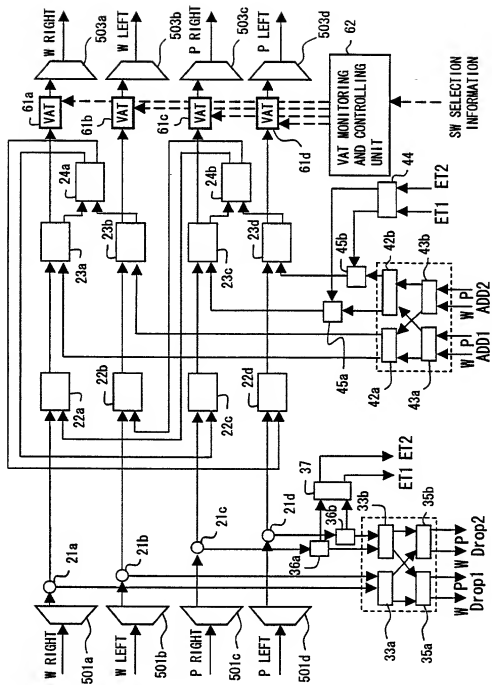 W RIGHT
W LEFT
P RIGHT
P LEFT
503a
503b
503c
503d
62
61a
VAT
61b
VAT
61c
VAT
VAT
61d
VAT MONITORING
AND CONTROLLING
UNIT
SW SELECTION
INFORMATION
24a
24b
23a
23b
23c
23d
44
ET1
ET2
45b
45a
42b
42a
43b
43a
W P
ADD1
W P
ADD2
22a
22b
22c
22d
21a
21b
21c
21d
37
ET1
ET2
36a
36b
33b
33a
35b
35a
W P
Drop1
W P
Drop2
W RIGHT
501a
W LEFT
501b
P RIGHT
501c
P LEFT
501d